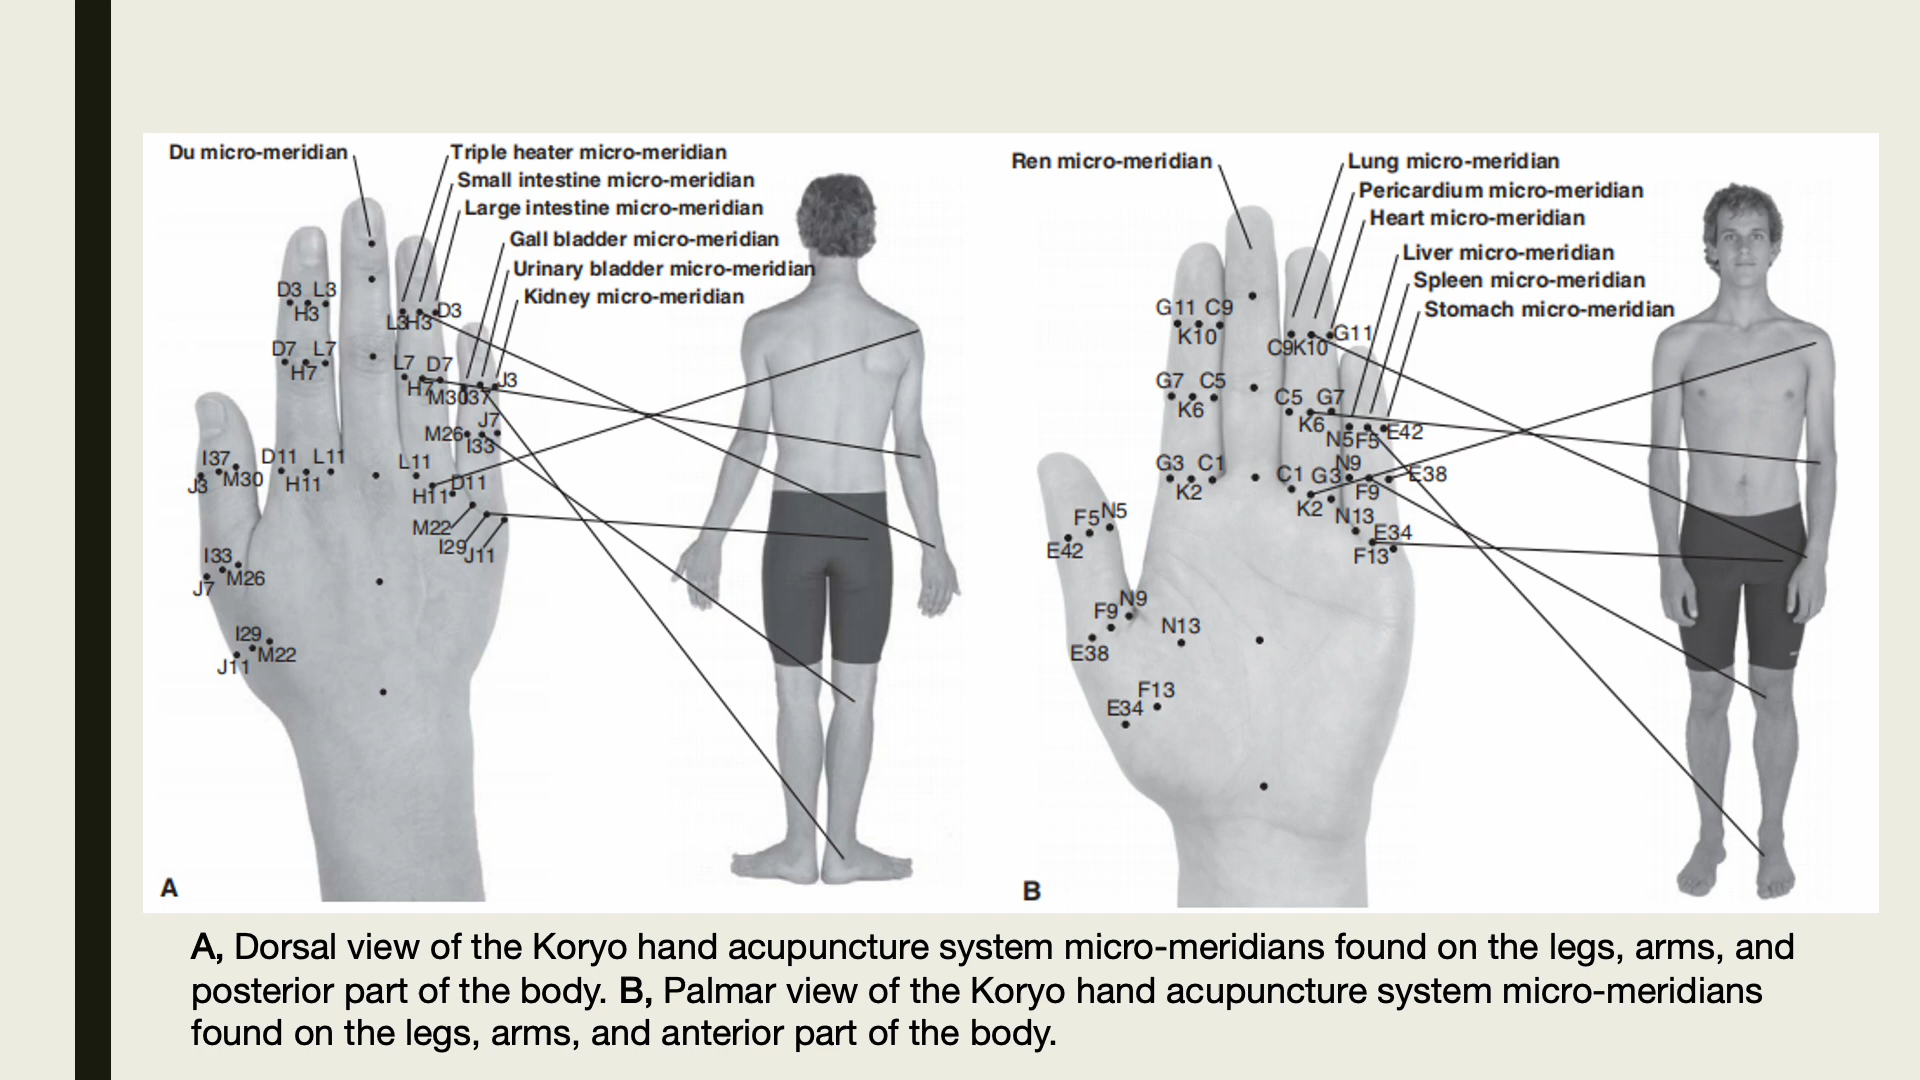 Du micro-meridian
Triple heater micro-meridian
Small intestine micro-meridian
Large intestine micro-meridian
Gall bladder micro-meridian
Urinary bladder micro-meridian
Kidney micro-meridian
D3 L3
H3
L3 H3 D3
D7 L7
H7
L7 D7
H7
M30 I37 J3
J7
M26
I33
I37
J3 M30
D11 L11
H11
L11
H11 D11
M22
I29
J11
I33
M26
J7
I29
M22
J11
A
Ren micro-meridian
Lung micro-meridian
Pericardium micro-meridian
Heart micro-meridian
Liver micro-meridian
Spleen micro-meridian
Stomach micro-meridian
G11 C9
K10
G11
C9 K10
G7 C5
K6
C5 G7
K6
N5 F5 E42
G3 C1
K2
C1 G3 N9
E38
F9
K2
N13
E34
F13
F5 N5
E42
N9
F9
E38
N13
F13
E34
B
A, Dorsal view of the Koryo hand acupuncture system micro-meridians found on the legs, arms, and
posterior part of the body. B, Palmar view of the Koryo hand acupuncture system micro-meridians
found on the legs, arms, and anterior part of the body.